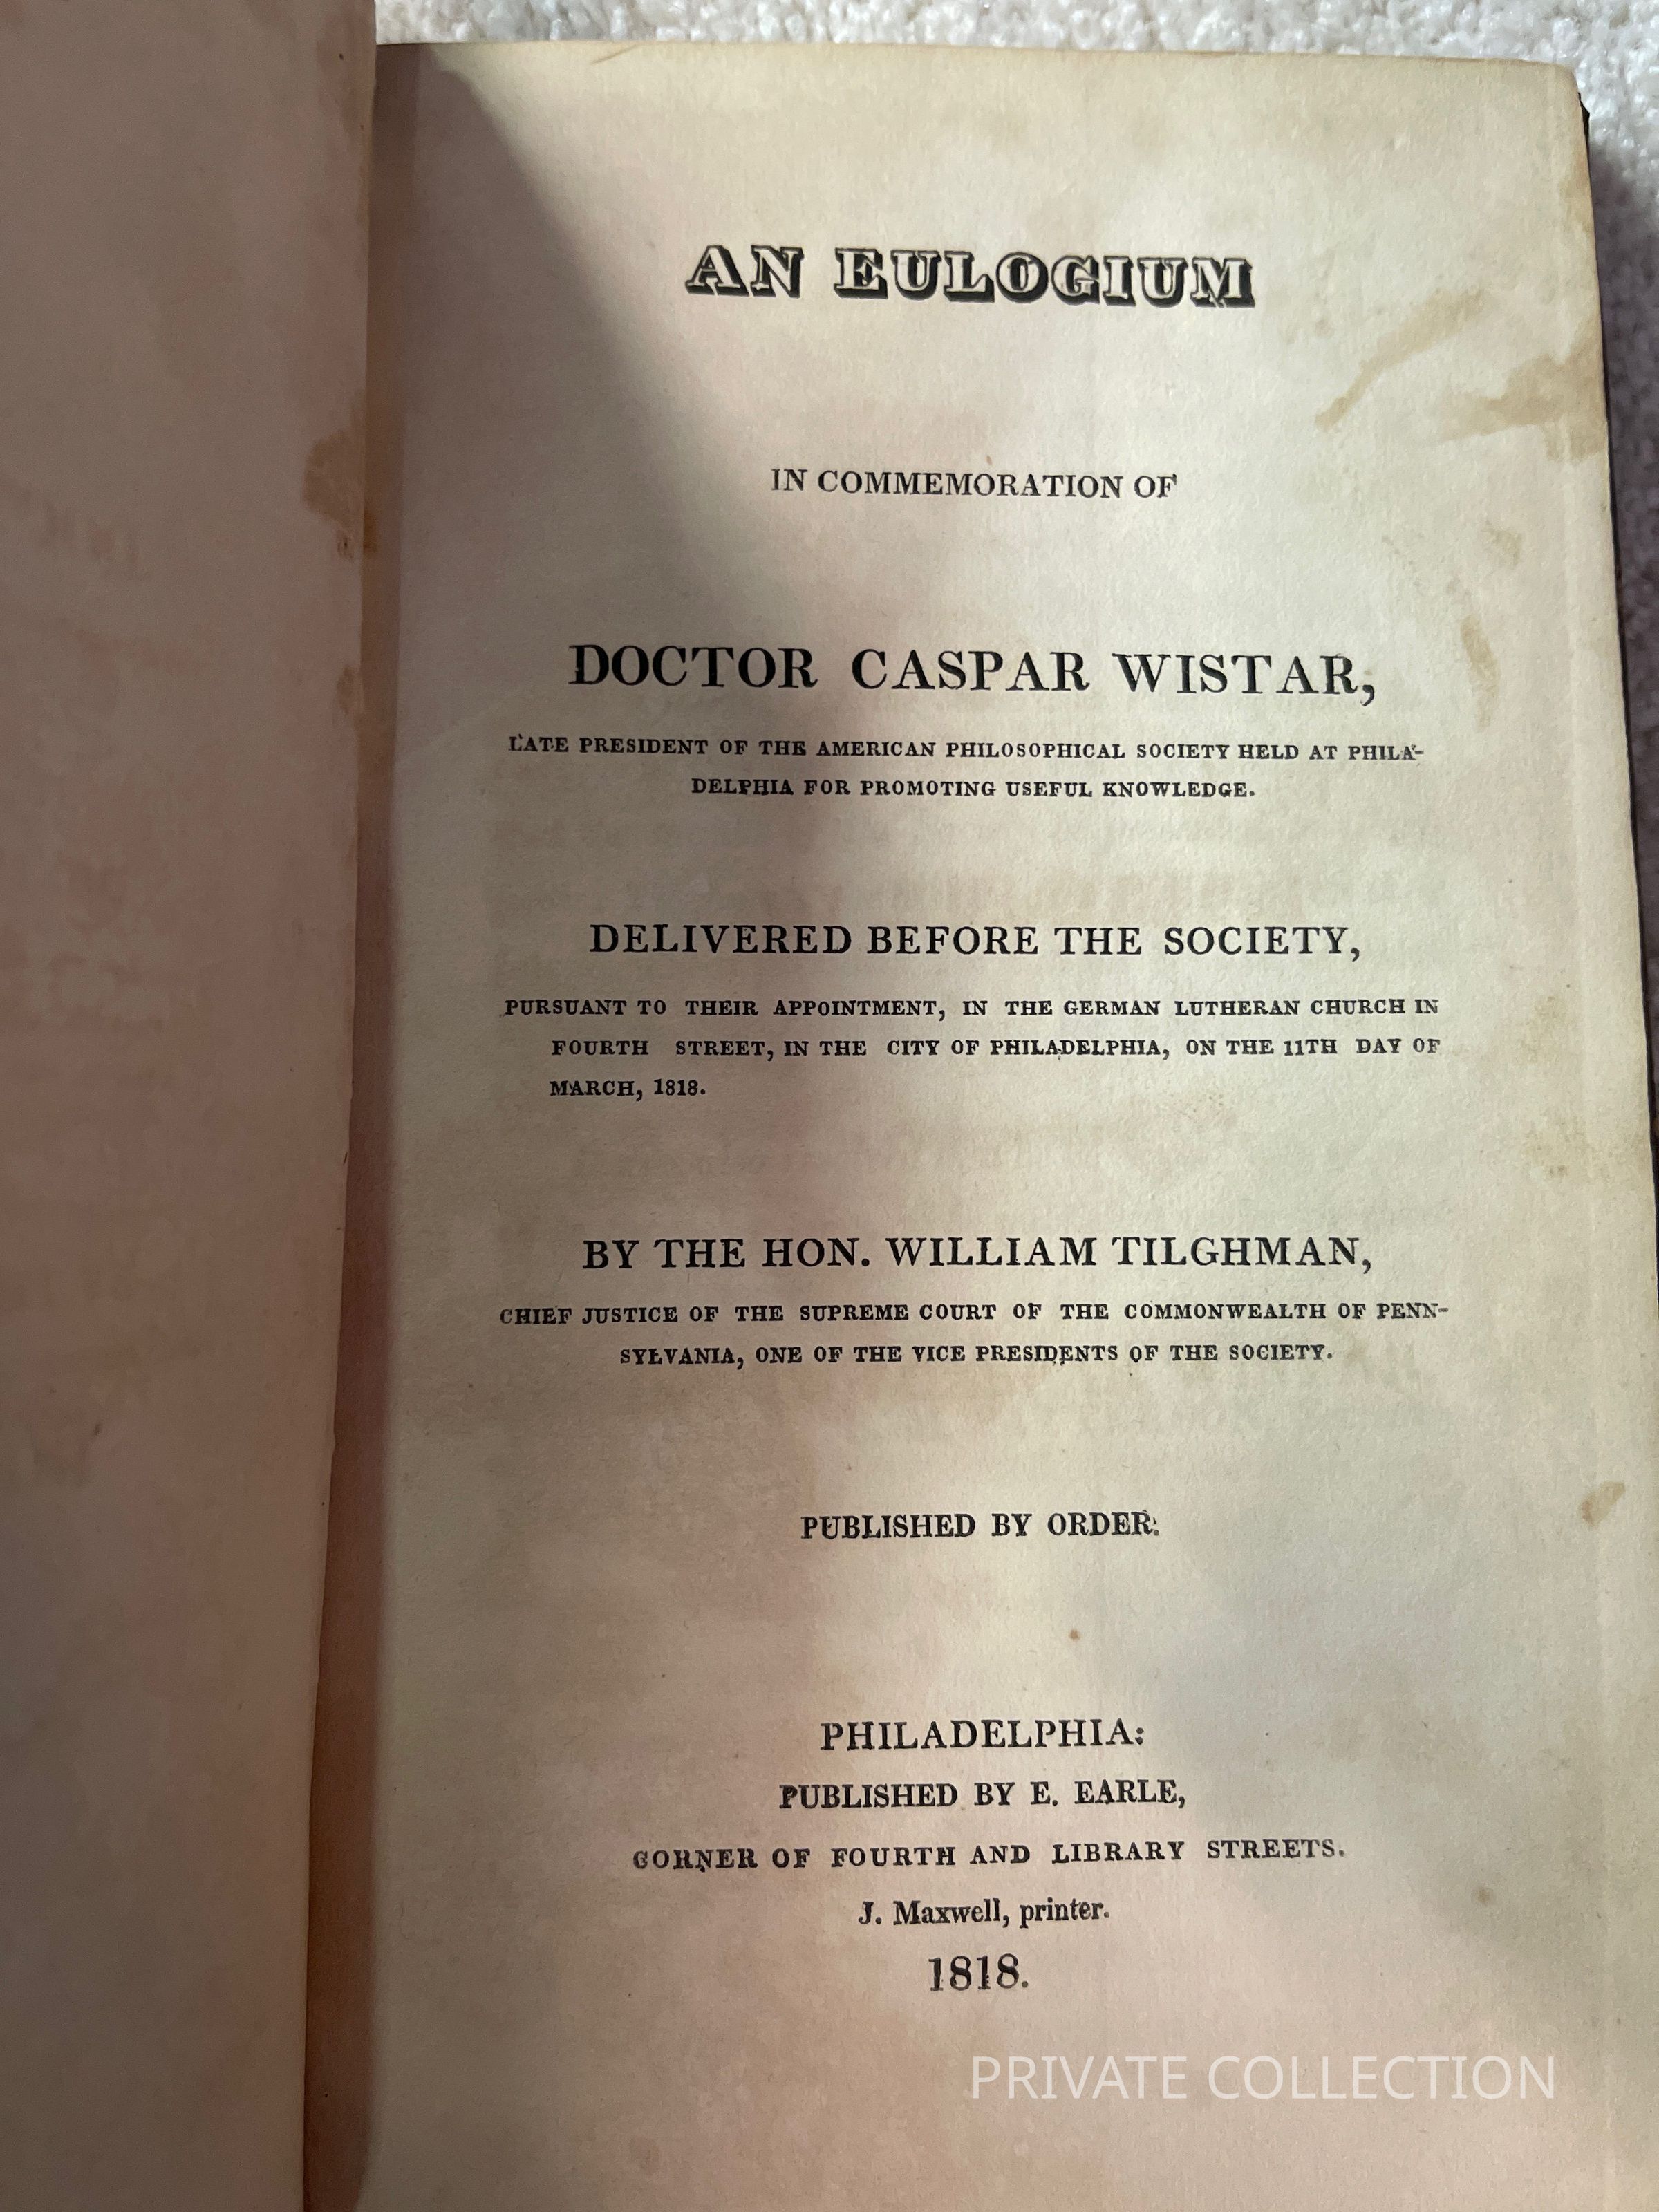 AN EULOGIUM
IN COMMEMORATION OF
DOCTOR CASPAR WISTAR,
LATE PRESIDENT OF THE AMERICAN PHILOSOPHICAL SOCIETY HELD AT PHILA-
DELPHIA FOR PROMOTING USEFUL KNOWLEDGE.
DELIVERED BEFORE THE SOCIETY,
PURSUANT TO THEIR APPOINTMENT, IN THE GERMAN LUTHERAN CHURCH IN
FOURTH STREET, IN THE CITY OF PHILADELPHIA, ON THE 11TH DAY OF
MARCH, 1818.
BY THE HON. WILLIAM TILGHMAN,
CHIEF JUSTICE OF THE SUPREME COURT OF THE COMMONWEALTH OF PENN-
SYLVANIA, ONE OF THE VICE PRESIDENTS OF THE SOCIETY.
PUBLISHED BY ORDER.
PHILADELPHIA:
PUBLISHED BY E. EARLE,
CORNER OF FOURTH AND LIBRARY STREETS.
J. Maxwell, printer.
1818.
PRIVATE COLLECTION